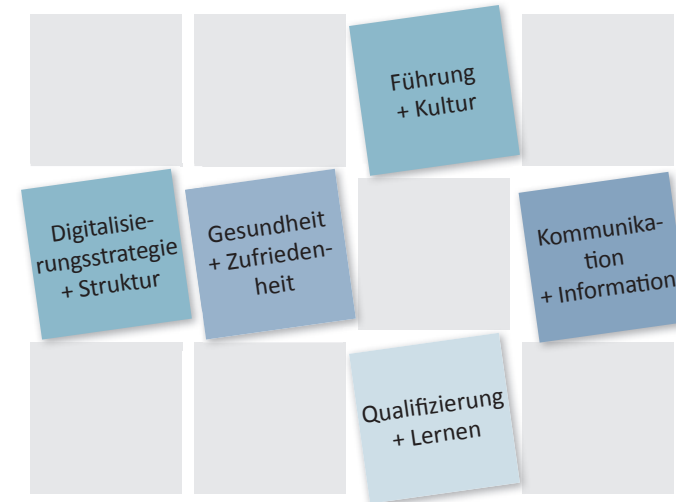 Führung
+ Kultur
Digitalisie-
rungsstrategie
+ Struktur
Gesundheit
+ Zufrieden-
heit
Kommunika-
tion
+ Information
Qualifizierung
+ Lernen